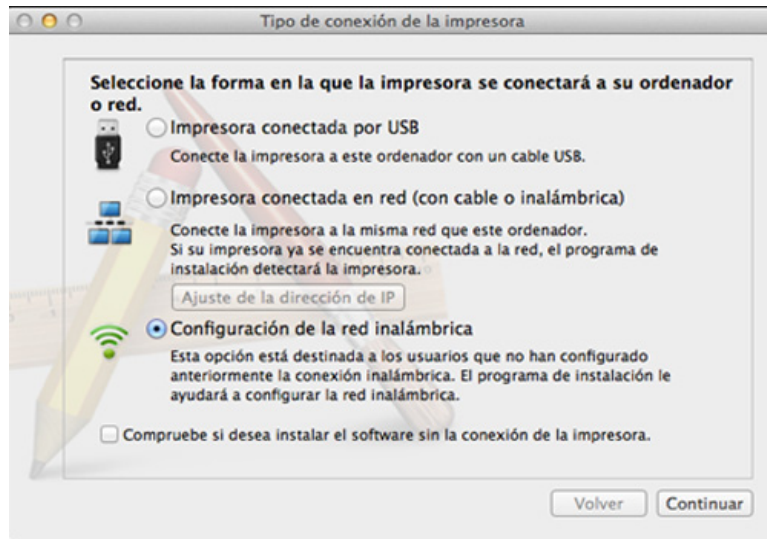 Tipo de conexión de la impresora
Seleccione la forma en la que la impresora se conectará a su ordenador
o red.
Impresora conectada por USB
Conecte la impresora a este ordenador con un cable USB.
Impresora conectada en red (con cable o inalámbrica)
Conecte la impresora a la misma red que este ordenador.
Si su impresora ya se encuentra conectada a la red, el programa de
instalación detectará la impresora.
Ajuste de la dirección de IP
Configuración de la red inalámbrica
Esta opción está destinada a los usuarios que no han configurado
anteriormente la conexión inalámbrica. El programa de instalación le
ayudará a configurar la red inalámbrica.
Compruebe si desea instalar el software sin la conexión de la impresora.
Volver Continuar